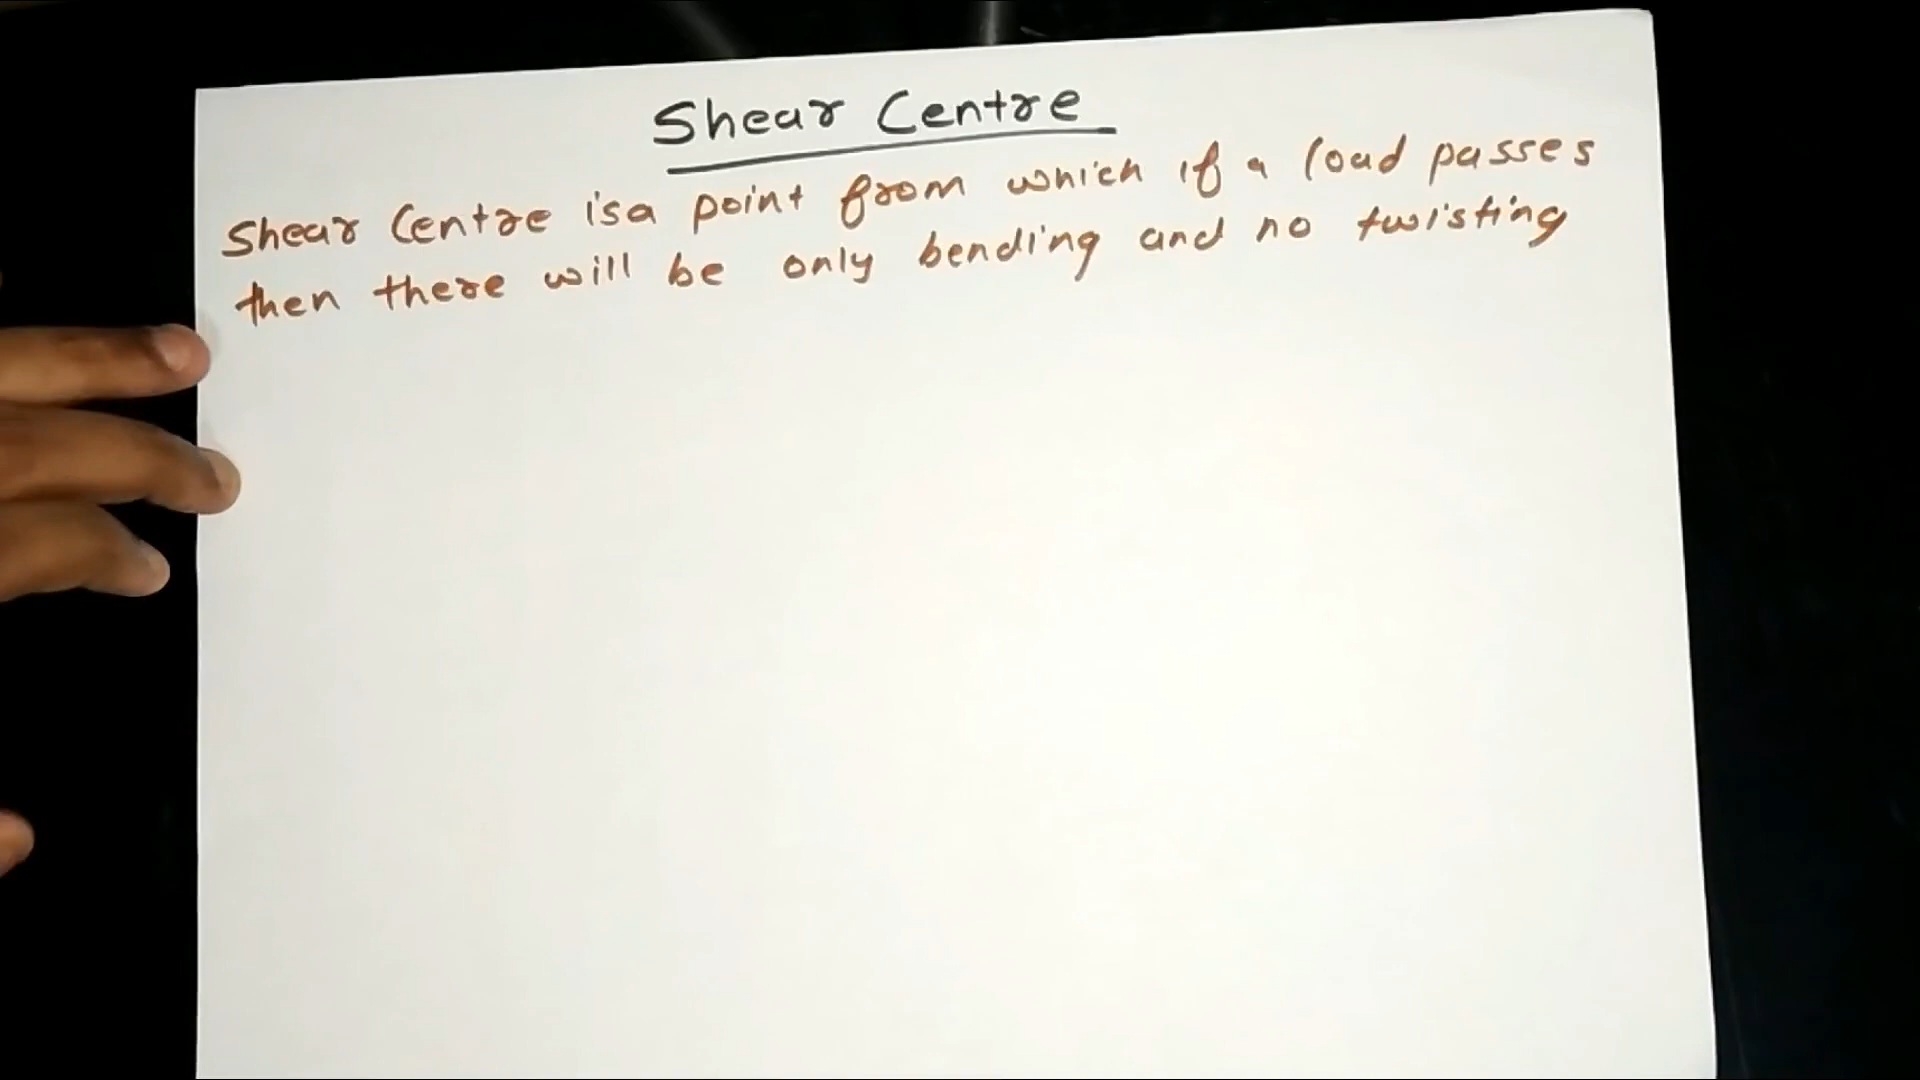 Shear Centre
Shear Centre is a point from which if a load passes
then there will be only bending and no twisting